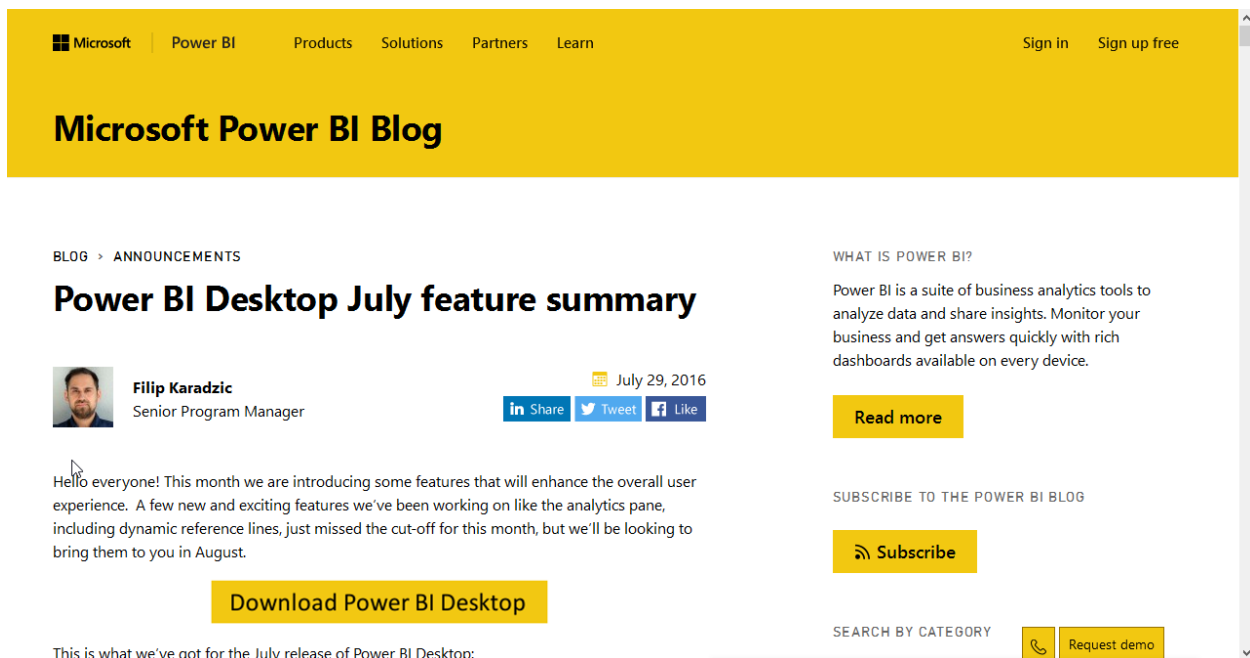 Microsoft Power BI Products Solutions Partners Learn Sign in Sign up free
Microsoft Power BI Blog
BLOG > ANNOUNCEMENTS
Power BI Desktop July feature summary
Filip Karadzic
Senior Program Manager
July 29, 2016
in Share Tweet Like
Hello everyone! This month we are introducing some features that will enhance the overall user
experience.  A few new and exciting features we've been working on like the analytics pane,
including dynamic reference lines, just missed the cut-off for this month, but we'll be looking to
bring them to you in August.
Download Power BI Desktop
This is what we've got for the July release of Power BI Desktop:
WHAT IS POWER BI?
Power BI is a suite of business analytics tools to
analyze data and share insights. Monitor your
business and get answers quickly with rich
dashboards available on every device.
Read more
SUBSCRIBE TO THE POWER BI BLOG
Subscribe
SEARCH BY CATEGORY
Request demo